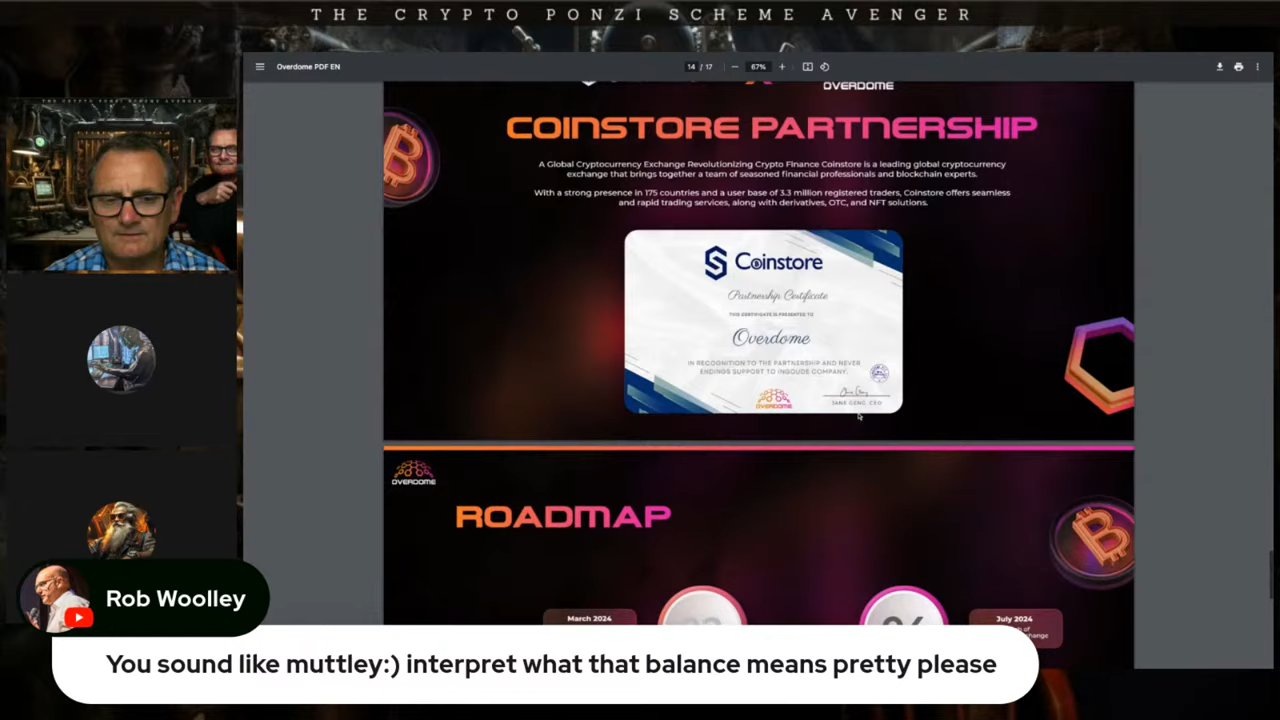 THE CRYPTO PONZI SCHEME AVENGER
Overdome PDF EN
14 / 17
67%
OVERDOME
COINSTORE PARTNERSHIP
A Global Cryptocurrency Exchange Revolutionizing Crypto Finance Coinstore is a leading global cryptocurrency
exchange that brings together a team of seasoned financial professionals and blockchain experts.
With a strong presence in 175 countries and a user base of 3.3 million registered traders, Coinstore offers seamless
and rapid trading services, along with derivatives, OTC, and NFT solutions.
Coinstore
Partnership Certificate
THIS CERTIFICATE IS PRESENTED TO
Overdome
IN RECOGNITION TO THE PARTNERSHIP AND NEVER
ENDINGS SUPPORT TO INGOUDE COMPANY.
OVERDOME
JANE GENG, CEO
OVERDOME
ROADMAP
March 2024
July 2024
Rob Woolley
You sound like muttley:) interpret what that balance means pretty please